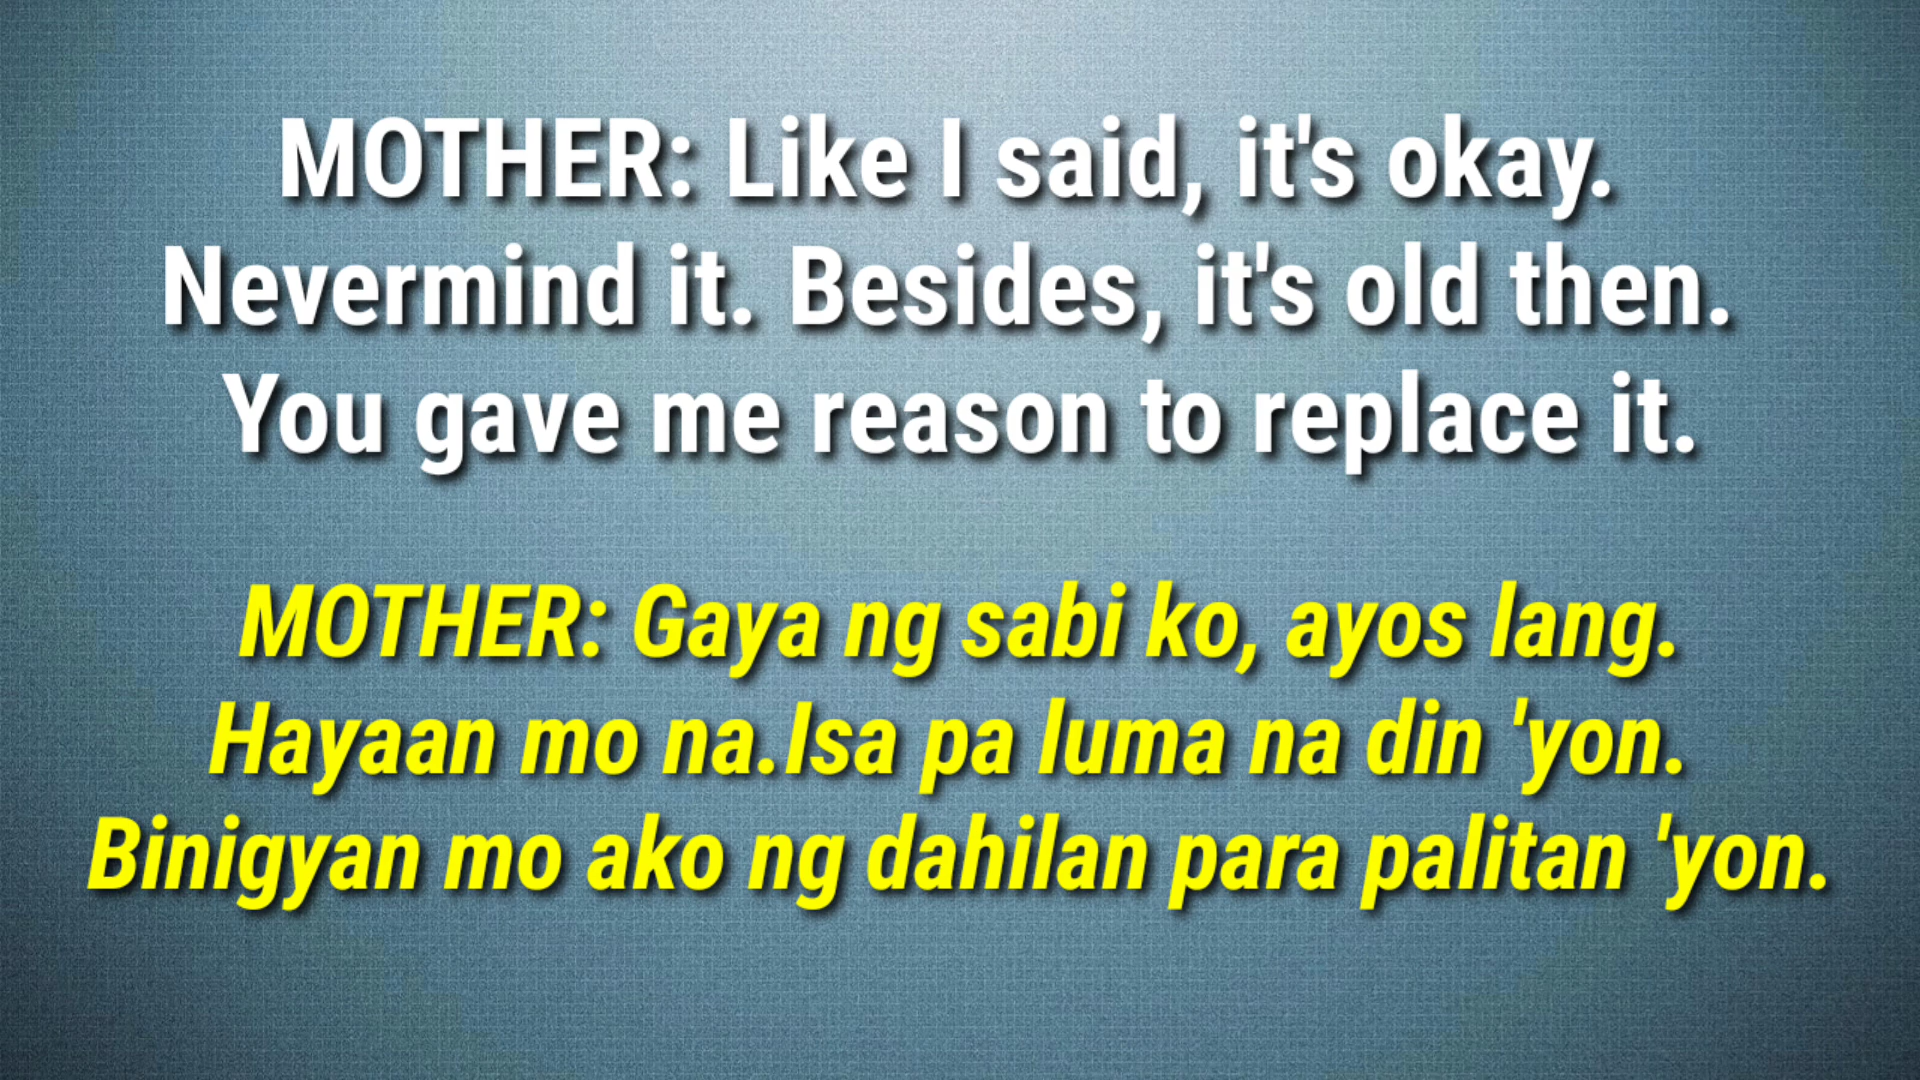 MOTHER: Like I said, it's okay.
Nevermind it. Besides, it's old then.
You gave me reason to replace it.
MOTHER: Gaya ng sabi ko, ayos lang.
Hayaan mo na.Isa pa luma na din 'yon.
Binigyan mo ako ng dahilan para palitan 'yon.